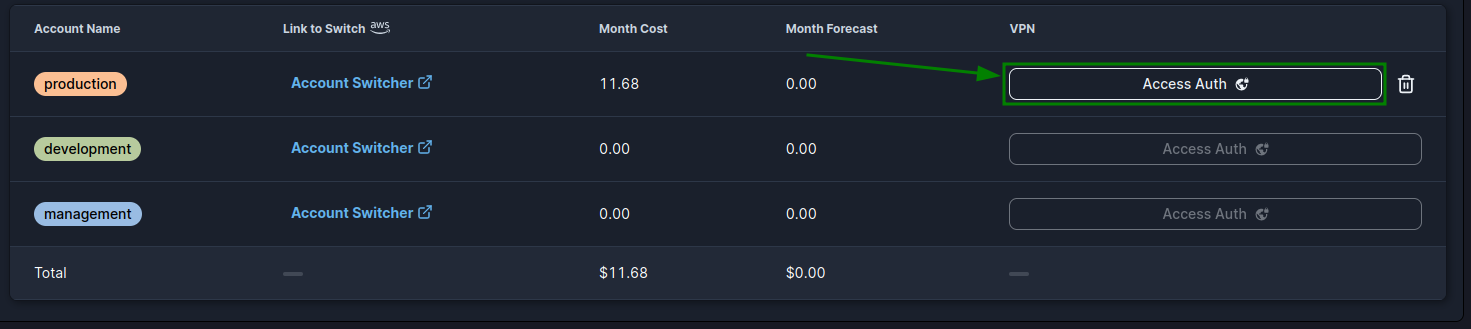 Account Name Link to Switch aws Month Cost Month Forecast VPN
production Account Switcher 11.68 0.00 Access Auth
development Account Switcher 0.00 0.00 Access Auth
management Account Switcher 0.00 0.00 Access Auth
Total — $11.68 $0.00 —